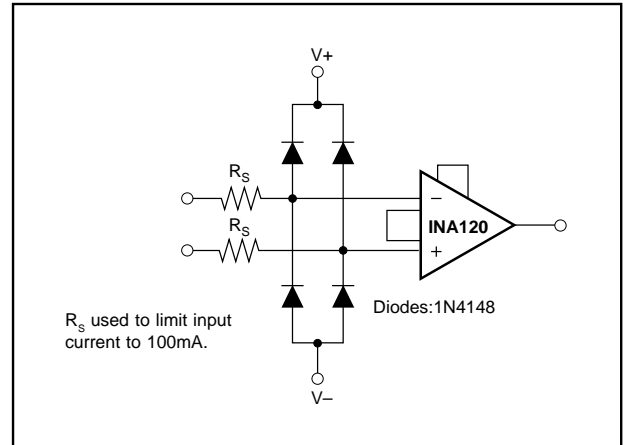 V+
R_S
R_S
−
INA120
+
Diodes:1N4148
R_S used to limit input
current to 100mA.
V–